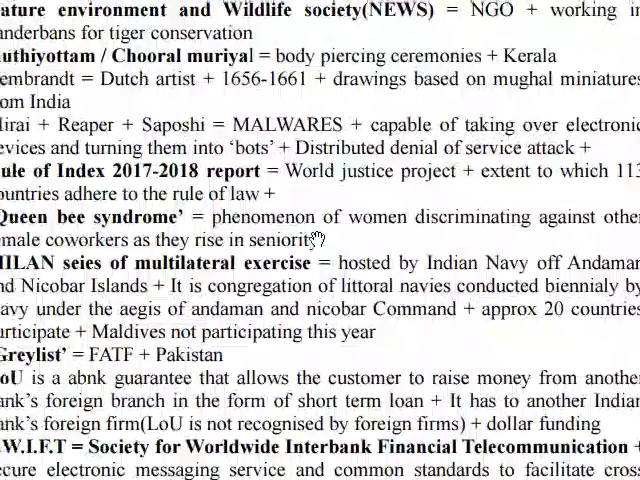 ature environment and Wildlife society(NEWS) = NGO + working in
anderbans for tiger conservation
uthiyottam / Chooral muriyal = body piercing ceremonies + Kerala
embrandt = Dutch artist + 1656-1661 + drawings based on mughal miniatures
om India
Mirai + Reaper + Saposhi = MALWARES + capable of taking over electronic
evices and turning them into ‘bots’ + Distributed denial of service attack +
ule of Index 2017-2018 report = World justice project + extent to which 113
ountries adhere to the rule of law +
Queen bee syndrome’ = phenomenon of women discriminating against other
emale coworkers as they rise in seniority
MILAN seies of multilateral exercise = hosted by Indian Navy off Andaman
nd Nicobar Islands + It is congregation of littoral navies conducted biennialy by
avy under the aegis of andaman and nicobar Command + approx 20 countries
articipate + Maldives not participating this year
Greylist’ = FATF + Pakistan
oU is a abnk guarantee that allows the customer to raise money from another
ank’s foreign branch in the form of short term loan + It has to another Indian
ank’s foreign firm(LoU is not recognised by foreign firms) + dollar funding
.W.I.F.T = Society for Worldwide Interbank Financial Telecommunication +
ecure electronic messaging service and common standards to facilitate cross